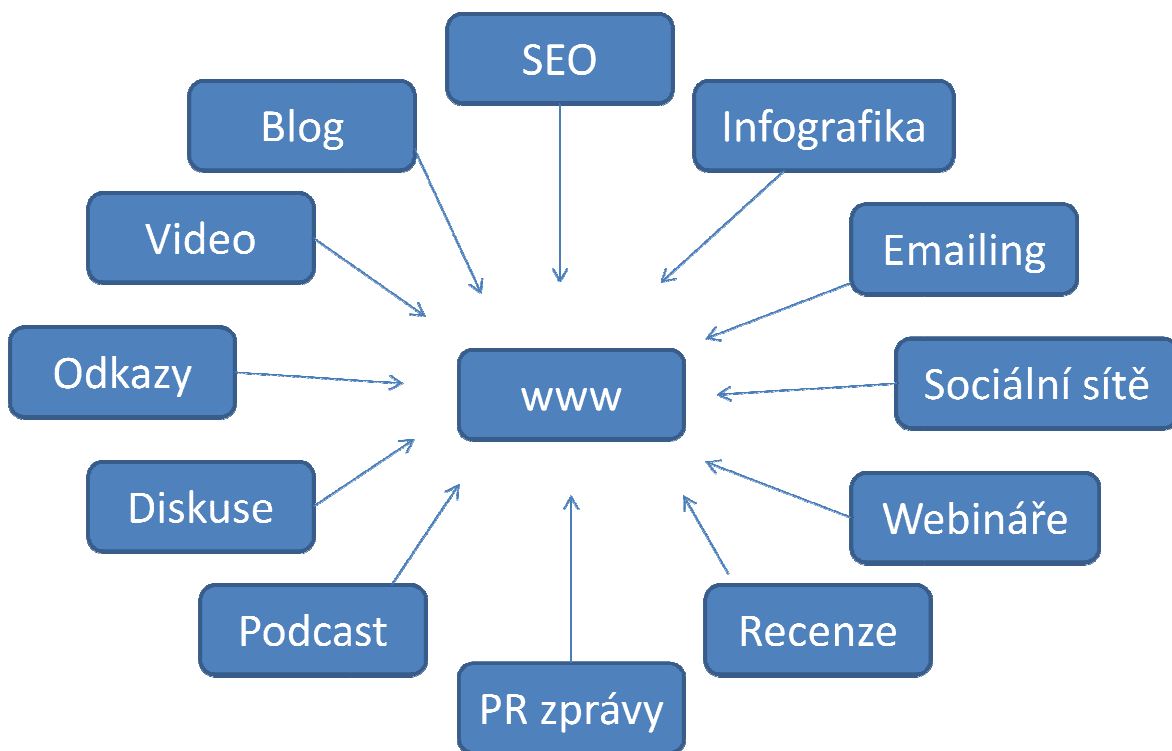 SEO
Blog
Infografika
Video
Emailing
Odkazy
www
Sociální sítě
Diskuse
Webináře
Podcast
Recenze
PR zprávy